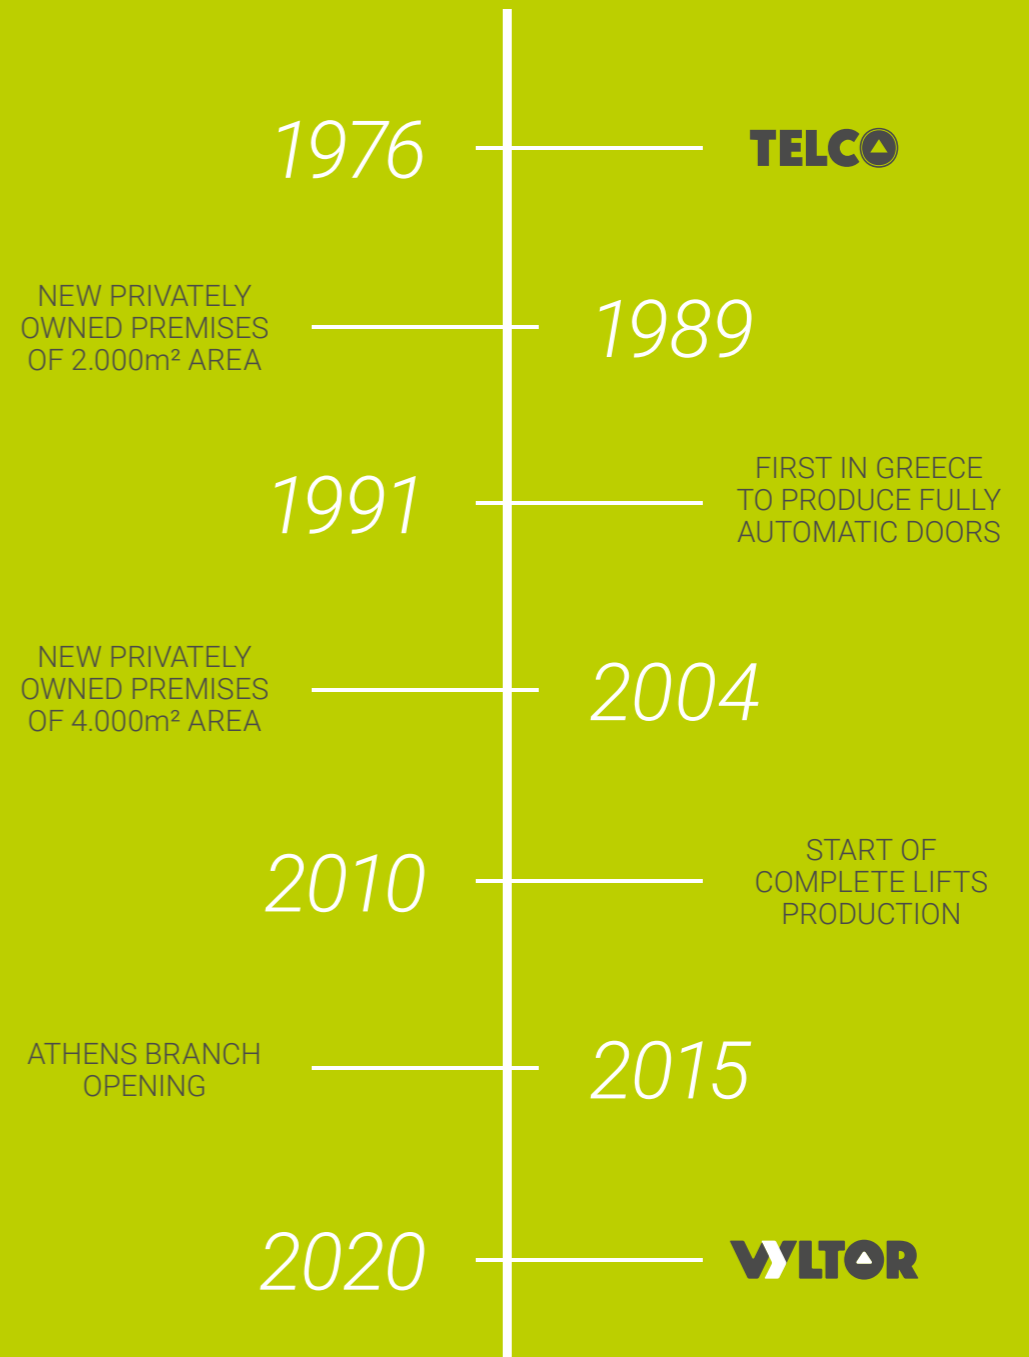 1976
TELCO
NEW PRIVATELY
OWNED PREMISES
OF 2.000m² AREA
1989
1991
FIRST IN GREECE
TO PRODUCE FULLY
AUTOMATIC DOORS
NEW PRIVATELY
OWNED PREMISES
OF 4.000m² AREA
2004
2010
START OF
COMPLETE LIFTS
PRODUCTION
ATHENS BRANCH
OPENING
2015
2020
VYLTOR